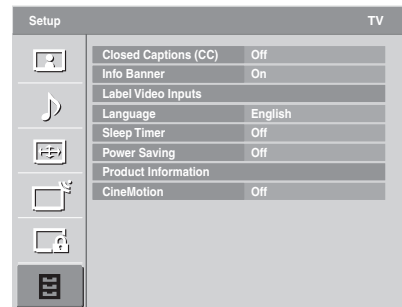 Setup TV
Closed Captions (CC) Off
Info Banner On
Label Video Inputs
Language English
Sleep Timer Off
Power Saving Off
Product Information
CineMotion Off